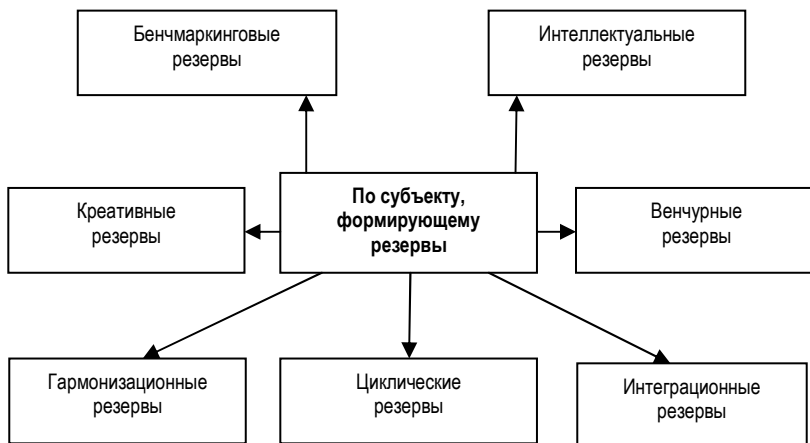 Бенчмаркинговые
резервы
Интеллектуальные
резервы
Креативные
резервы
По субъекту,
формирующему
резервы
Венчурные
резервы
Гармонизационные
резервы
Циклические
резервы
Интеграционные
резервы